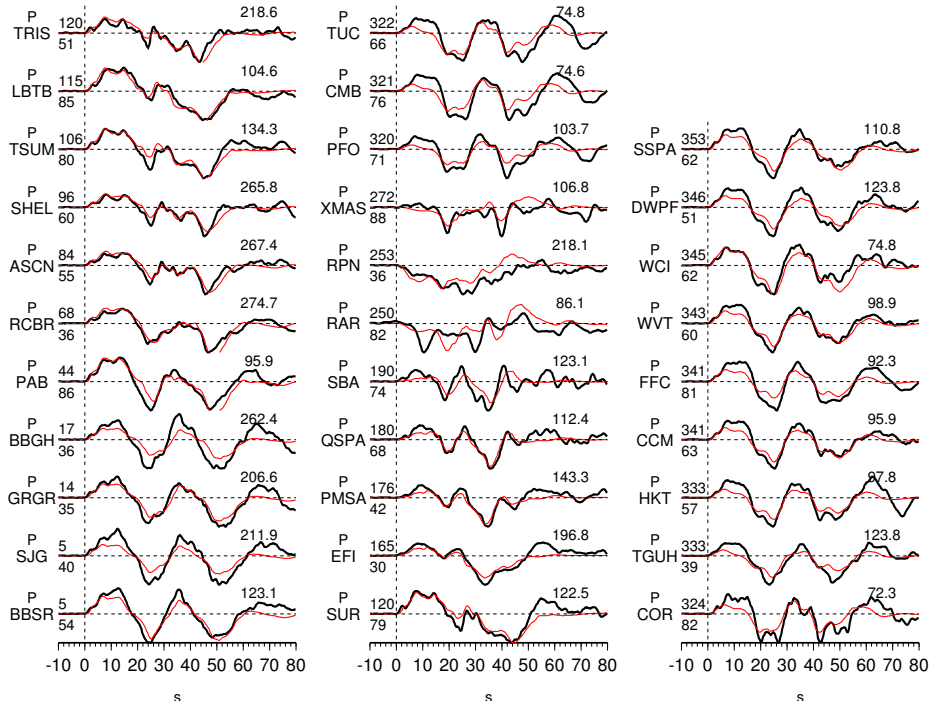 P 120 218.6
TRIS
51
P 115 104.6
LBTB
85
P 106 134.3
TSUM
80
P 96 265.8
SHEL
60
P 84 267.4
ASCN
55
P 68 274.7
RCBR
36
P 44 95.9
PAB
86
P 17 262.4
BBGH
36
P 14 206.6
GRGR
35
P 5 211.9
SJG
40
P 5 123.1
BBSR
54
-10 0 10 20 30 40 50 60 70 80
s
P 322 74.8
TUC
66
P 321 74.6
CMB
76
P 320 103.7
PFO
71
P 272 106.8
XMAS
88
P 253 218.1
RPN
36
P 250 86.1
RAR
82
P 190 123.1
SBA
74
P 180 112.4
QSPA
68
P 176 143.3
PMSA
42
P 165 196.8
EFI
30
P 120 122.5
SUR
79
-10 0 10 20 30 40 50 60 70 80
s
P 353 110.8
SSPA
62
P 346 123.8
DWPF
51
P 345 74.8
WCI
62
P 343 98.9
WVT
60
P 341 92.3
FFC
81
P 341 95.9
CCM
63
P 333 97.8
HKT
57
P 333 123.8
TGUH
39
P 324 72.3
COR
82
-10 0 10 20 30 40 50 60 70 80
s